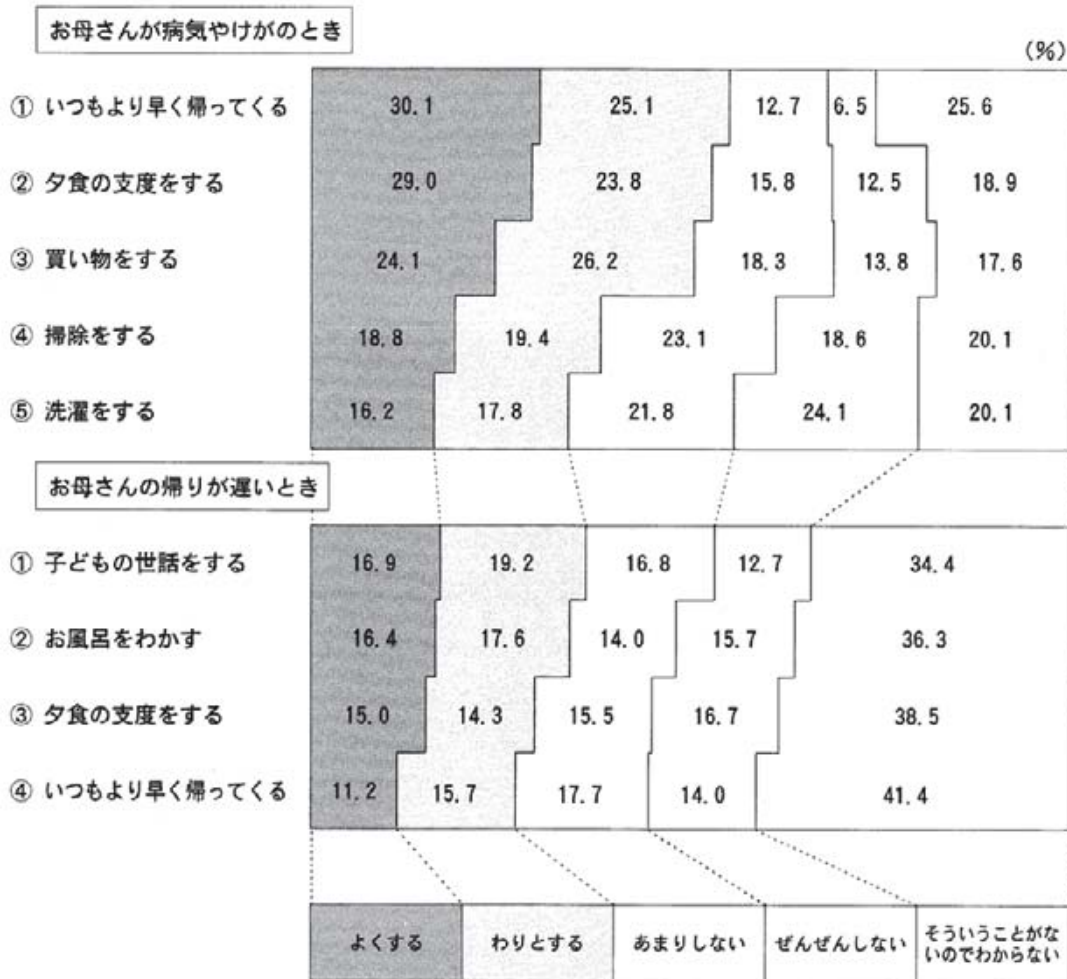 お母さんが病気やけがのとき
(%)
① いつもより早く帰ってくる 30.1 25.1 12.7 6.5 25.6
② 夕食の支度をする 29.0 23.8 15.8 12.5 18.9
③ 買い物をする 24.1 26.2 18.3 13.8 17.6
④ 掃除をする 18.8 19.4 23.1 18.6 20.1
⑤ 洗濯をする 16.2 17.8 21.8 24.1 20.1
お母さんの帰りが遅いとき
① 子どもの世話をする 16.9 19.2 16.8 12.7 34.4
② お風呂をわかす 16.4 17.6 14.0 15.7 36.3
③ 夕食の支度をする 15.0 14.3 15.5 16.7 38.5
④ いつもより早く帰ってくる 11.2 15.7 17.7 14.0 41.4
よくする わりとする あまりしない ぜんぜんしない そういうことがな
いのでわからない